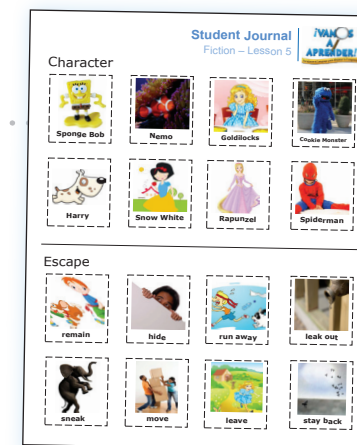 Student Journal
Fiction – Lesson 5
¡VAMOS
A
APRENDER!
Character
Sponge Bob
Nemo
Goldilocks
Cookie Monster
Harry
Snow White
Rapunzel
Spiderman
Escape
remain
hide
run away
leak out
sneak
move
leave
stay back